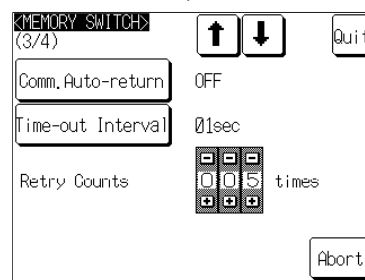 <MEMORY SWITCH>
(3/4)
Quit
Comm.Auto-return OFF
Time-out Interval 01sec
Retry Counts 005 times
Abort